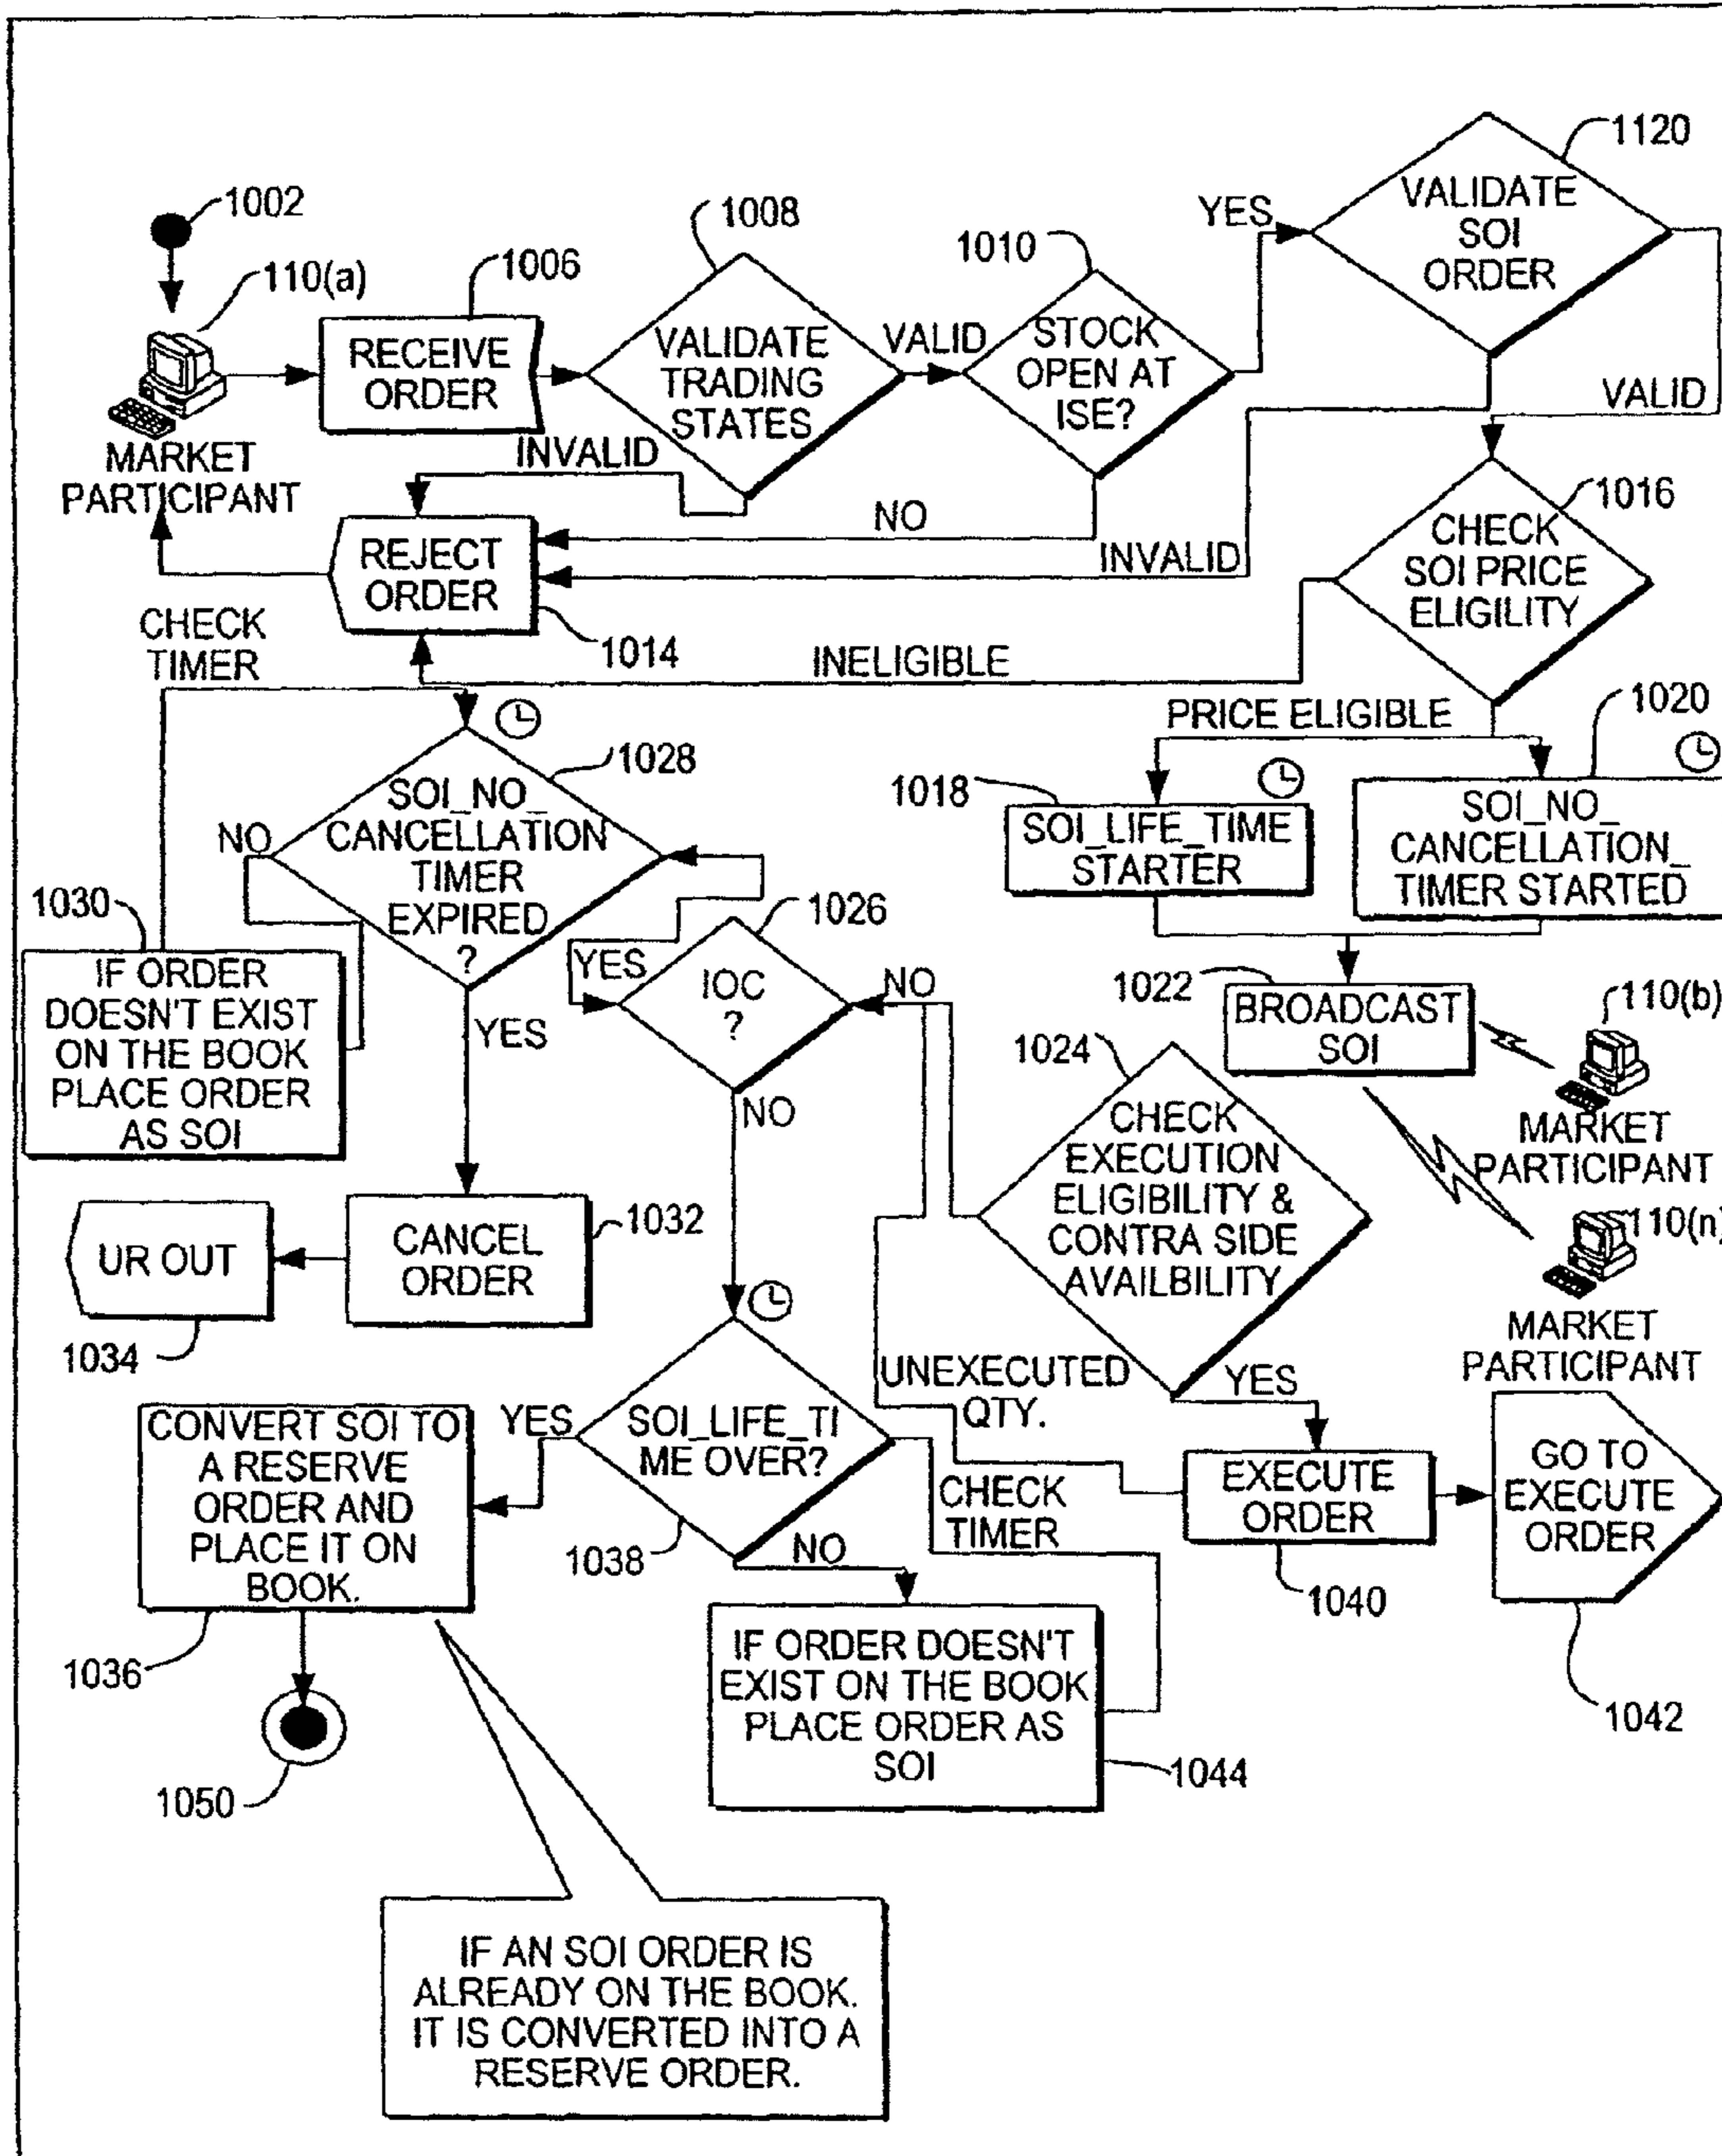 1002
110(a)
MARKET
PARTICIPANT
1006
RECEIVE
ORDER
1008
VALIDATE
TRADING
STATES
VALID
INVALID
1010
STOCK
OPEN AT
ISE?
YES
NO
1120
VALIDATE
SOI
ORDER
VALID
INVALID
REJECT
ORDER
1014
1016
CHECK
SOI PRICE
ELIGILITY
INELIGIBLE
PRICE ELIGIBLE
CHECK
TIMER
1018
SOI_LIFE_TIME
STARTER
1020
SOI_NO_
CANCELLATION_
TIMER STARTED
1028
SOI_NO_
CANCELLATION
TIMER
EXPIRED
?
NO
YES
1030
IF ORDER
DOESN'T EXIST
ON THE BOOK
PLACE ORDER
AS SOI
1026
IOC
?
YES
NO
NO
1022
BROADCAST
SOI
110(b)
MARKET
PARTICIPANT
110(n)
MARKET
PARTICIPANT
1024
CHECK
EXECUTION
ELIGIBILITY &
CONTRA SIDE
AVAILBILITY
YES
UNEXECUTED
QTY.
1032
CANCEL
ORDER
UR OUT
1034
SOI_LIFE_TI
ME OVER?
YES
NO
CHECK
TIMER
1038
CONVERT SOI TO
A RESERVE
ORDER AND
PLACE IT ON
BOOK.
1036
EXECUTE
ORDER
1040
GO TO
EXECUTE
ORDER
1042
IF ORDER DOESN'T
EXIST ON THE BOOK
PLACE ORDER AS
SOI
1044
1050
IF AN SOI ORDER IS
ALREADY ON THE BOOK.
IT IS CONVERTED INTO A
RESERVE ORDER.